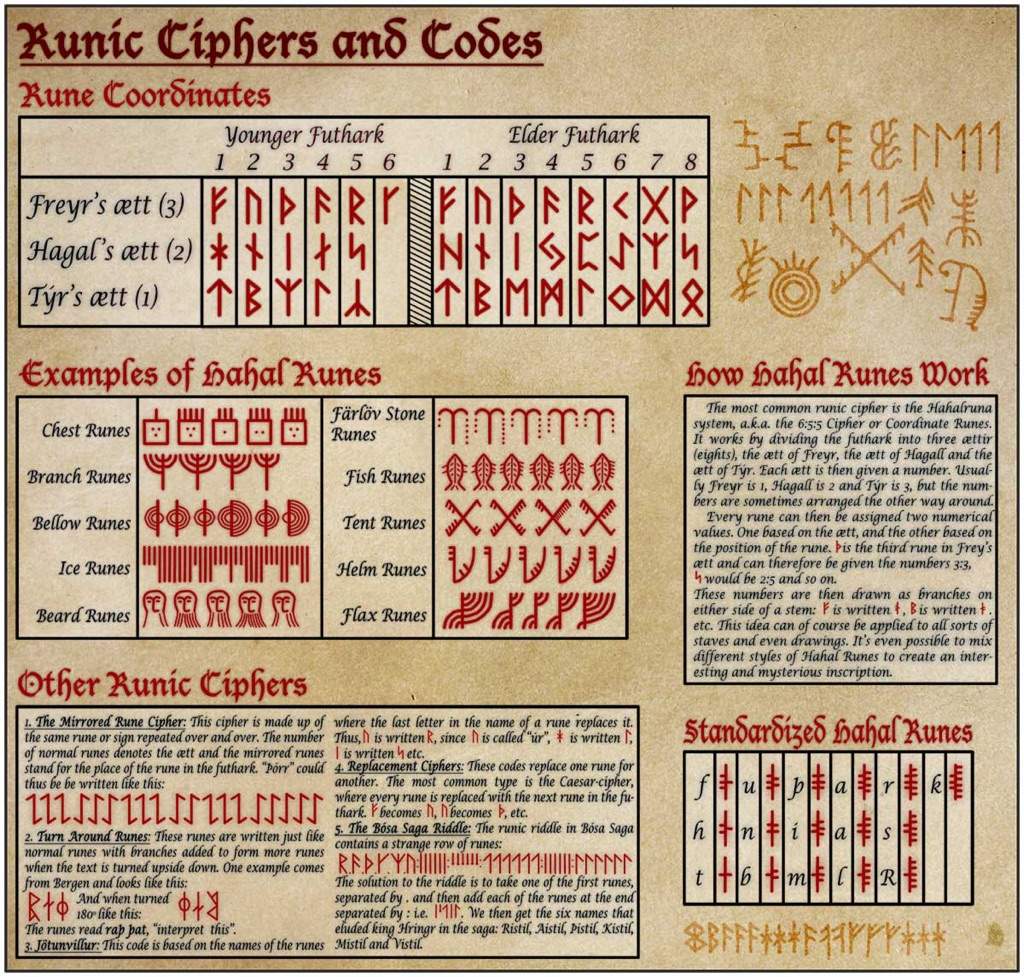 Runic Ciphers and Codes
Rune Coordinates
Younger Futhark Elder Futhark
1 2 3 4 5 6 1 2 3 4 5 6 7 8
Freyr's ætt (3) ᚠ ᚢ ᚦ ᚨ ᚱ ᚴ ᚠ ᚢ ᚦ ᚨ ᚱ ᚲ ᚷ ᚹ
Hagal's ætt (2) ᚼ ᚾ ᛁ ᛅ ᛋ ᚺ ᚾ ᛁ ᛃ ᛈ ᛇ ᛉ ᛋ
Týr's ætt (1) ᛏ ᛒ ᛉ ᛚ ᛦ ᛏ ᛒ ᛖ ᛗ ᛚ ᛜ ᛞ ᛟ
Examples of Hahal Runes
Chest Runes
Branch Runes
Bellow Runes
Ice Runes
Beard Runes
Färlöv Stone
Runes
Fish Runes
Tent Runes
Helm Runes
Flax Runes
How Hahal Runes Work
The most common runic cipher is the Hahalruna
system, a.k.a. the 6:5:5 Cipher or Coordinate Runes.
It works by dividing the futhark into three ættir
(eights), the ætt of Freyr, the ætt of Hagall and the
ætt of Týr. Each ætt is then given a number. Usual-
ly Freyr is 1, Hagall is 2 and Týr is 3, but the num-
bers are sometimes arranged the other way around.
Every rune can then be assigned two numerical
values. One based on the ætt, and the other based on
the position of the rune. ᚦ is the third rune in Frey's
ætt and can therefore be given the numbers 3:3,
ᛋ would be 2:5 and so on.
These numbers are then drawn as branches on
either side of a stem: ᚠ is written , ᛒ is written .
etc. This idea can of course be applied to all sorts of
staves and even drawings. It's even possible to mix
different styles of Hahal Runes to create an inter-
esting and mysterious inscription.
Other Runic Ciphers
1. The Mirrored Rune Cipher: This cipher is made up of
the same rune or sign repeated over and over. The number
of normal runes denotes the ætt and the mirrored runes
stand for the place of the rune in the futhark. "Þórr" could
thus be be written like this:
2. Turn Around Runes: These runes are written just like
normal runes with branches added to form more runes
when the text is turned upside down. One example comes
from Bergen and looks like this:
And when turned
180º like this:
The runes read raþ þat, "interpret this".
3. Jötunvillur: This code is based on the names of the runes
where the last letter in the name of a rune replaces it.
Thus, ᚢ is written ᚱ, since ᚢ is called "úr", ᚼ is written ᛚ,
ᛁ is written ᛋ etc.
4. Replacement Ciphers: These codes replace one rune for
another. The most common type is the Caesar-cipher,
where every rune is replaced with the next rune in the fu-
thark. ᚠ becomes ᚢ, ᚢ becomes ᚦ, etc.
5. The Bósa Saga Riddle: The runic riddle in Bósa Saga
contains a strange row of runes:
The solution to the riddle is to take one of the first runes,
separated by . and then add each of the runes at the end
separated by : i.e. We then get the six names that
eluded king Hringr in the saga: Ristil, Aistil, Þistil, Kistil,
Mistil and Vistil.
Standardized Hahal Runes
f u þ a r k
h n i a s
t b m l R